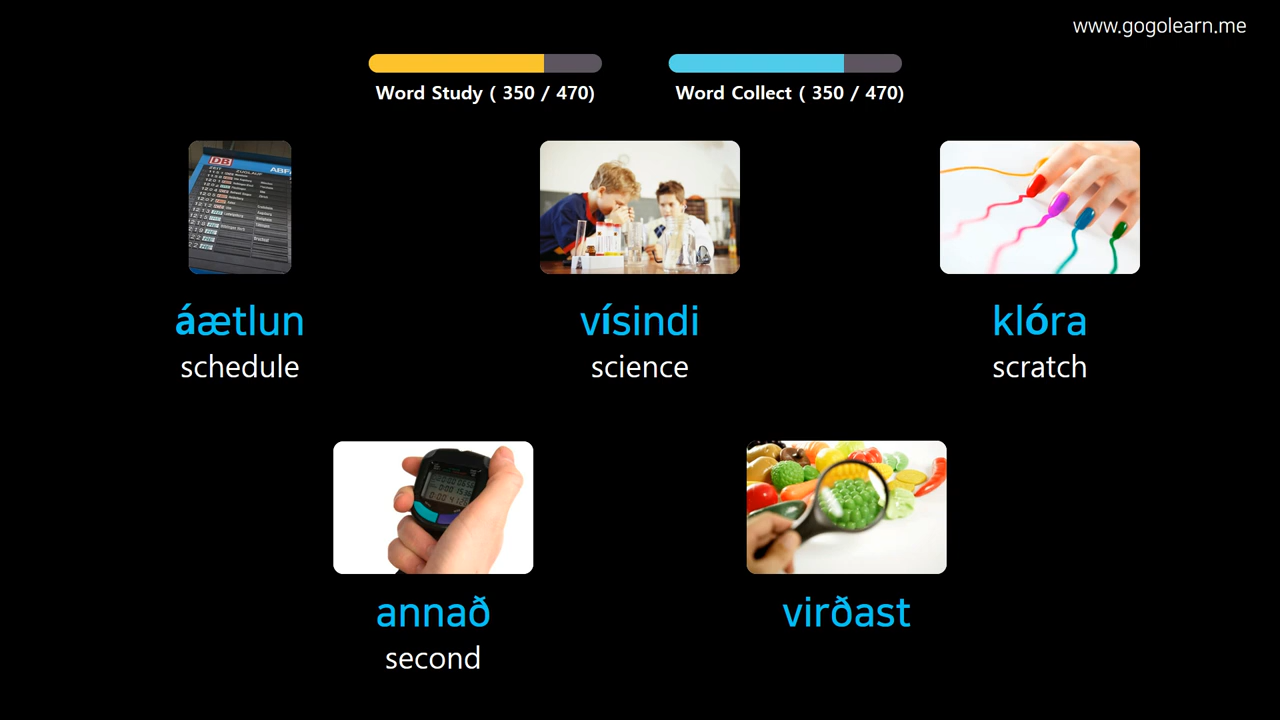 www.gogolearn.me
Word Study ( 350 / 470)
Word Collect ( 350 / 470)
DB
áætlun
schedule
vísindi
science
klóra
scratch
annað
second
virðast